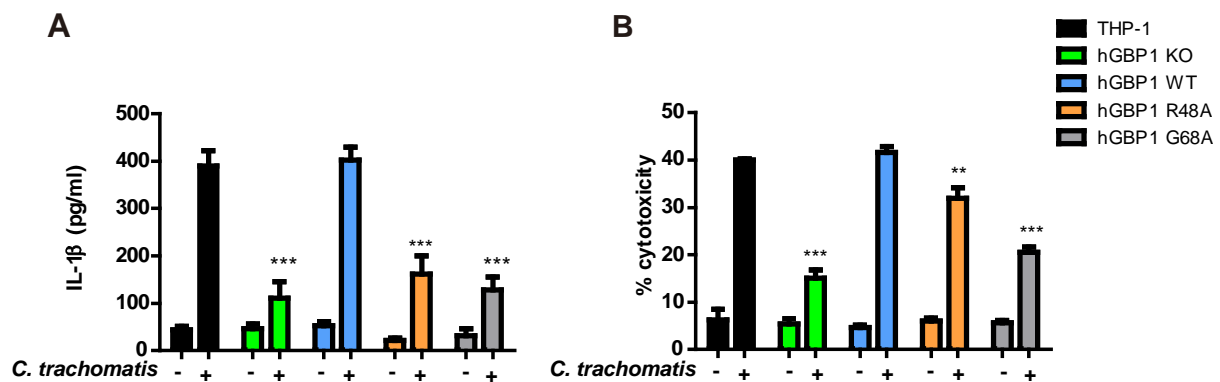 A
IL-1β (pg/ml)
500
400
300
200
100
0
***
***
***
C. trachomatis - + - + - + - + - +
B
% cytotoxicity
50
40
30
20
10
0
***
**
***
C. trachomatis - + - + - + - + - +
THP-1
hGBP1 KO
hGBP1 WT
hGBP1 R48A
hGBP1 G68A